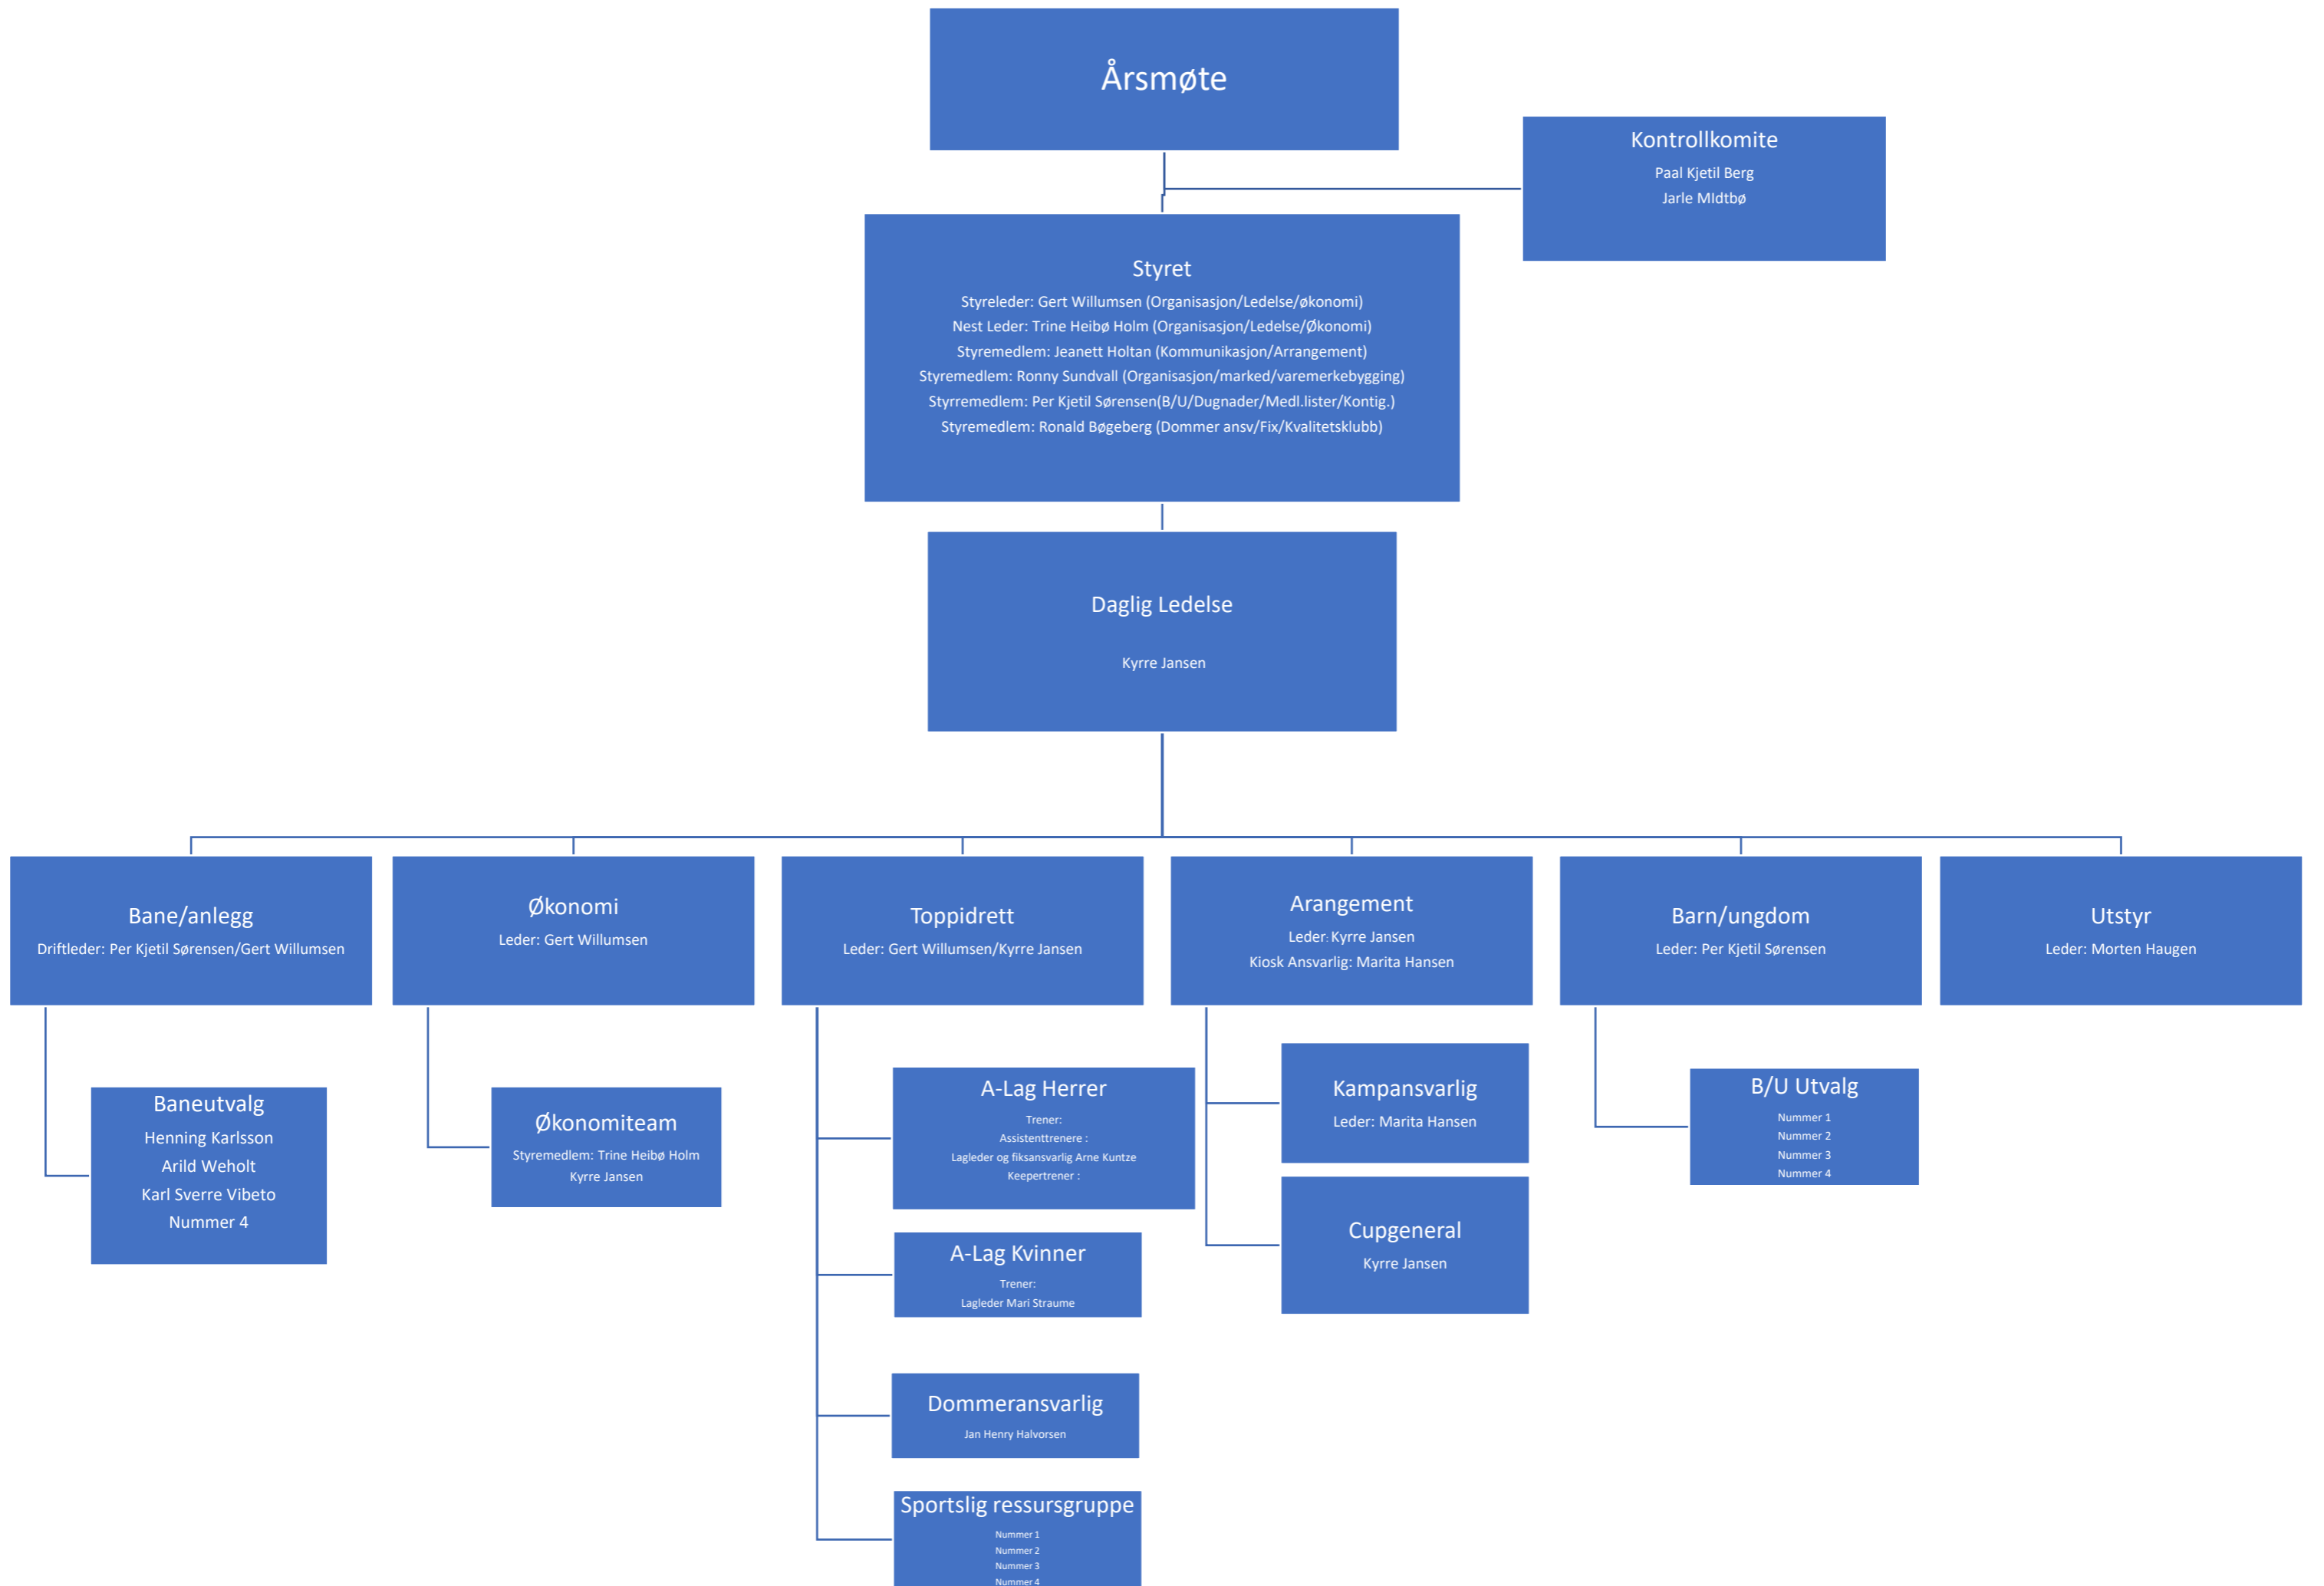 Årsmøte
Kontrollkomite
Paal Kjetil Berg
Jarle MIdtbø
Styret
Styreleder: Gert Willumsen (Organisasjon/Ledelse/økonomi)
Nest Leder: Trine Heibø Holm (Organisasjon/Ledelse/Økonomi)
Styremedlem: Jeanett Holtan (Kommunikasjon/Arrangement)
Styremedlem: Ronny Sundvall (Organisasjon/marked/varemerkebygging)
Styrremedlem: Per Kjetil Sørensen(B/U/Dugnader/Medl.lister/Kontig.)
Styremedlem: Ronald Bøgeberg (Dommer ansv/Fix/Kvalitetsklubb)
Daglig Ledelse
Kyrre Jansen
Bane/anlegg
Driftleder: Per Kjetil Sørensen/Gert Willumsen
Økonomi
Leder: Gert Willumsen
Toppidrett
Leder: Gert Willumsen/Kyrre Jansen
Arangement
Leder: Kyrre Jansen
Kiosk Ansvarlig: Marita Hansen
Barn/ungdom
Leder: Per Kjetil Sørensen
Utstyr
Leder: Morten Haugen
Baneutvalg
Henning Karlsson
Arild Weholt
Karl Sverre Vibeto
Nummer 4
Økonomiteam
Styremedlem: Trine Heibø Holm
Kyrre Jansen
A-Lag Herrer
Trener:
Assistenttrenere :
Lagleder og fiksansvarlig Arne Kuntze
Keepertrener :
A-Lag Kvinner
Trener:
Lagleder Mari Straume
Dommeransvarlig
Jan Henry Halvorsen
Sportslig ressursgruppe
Nummer 1
Nummer 2
Nummer 3
Nummer 4
Kampansvarlig
Leder: Marita Hansen
Cupgeneral
Kyrre Jansen
B/U Utvalg
Nummer 1
Nummer 2
Nummer 3
Nummer 4